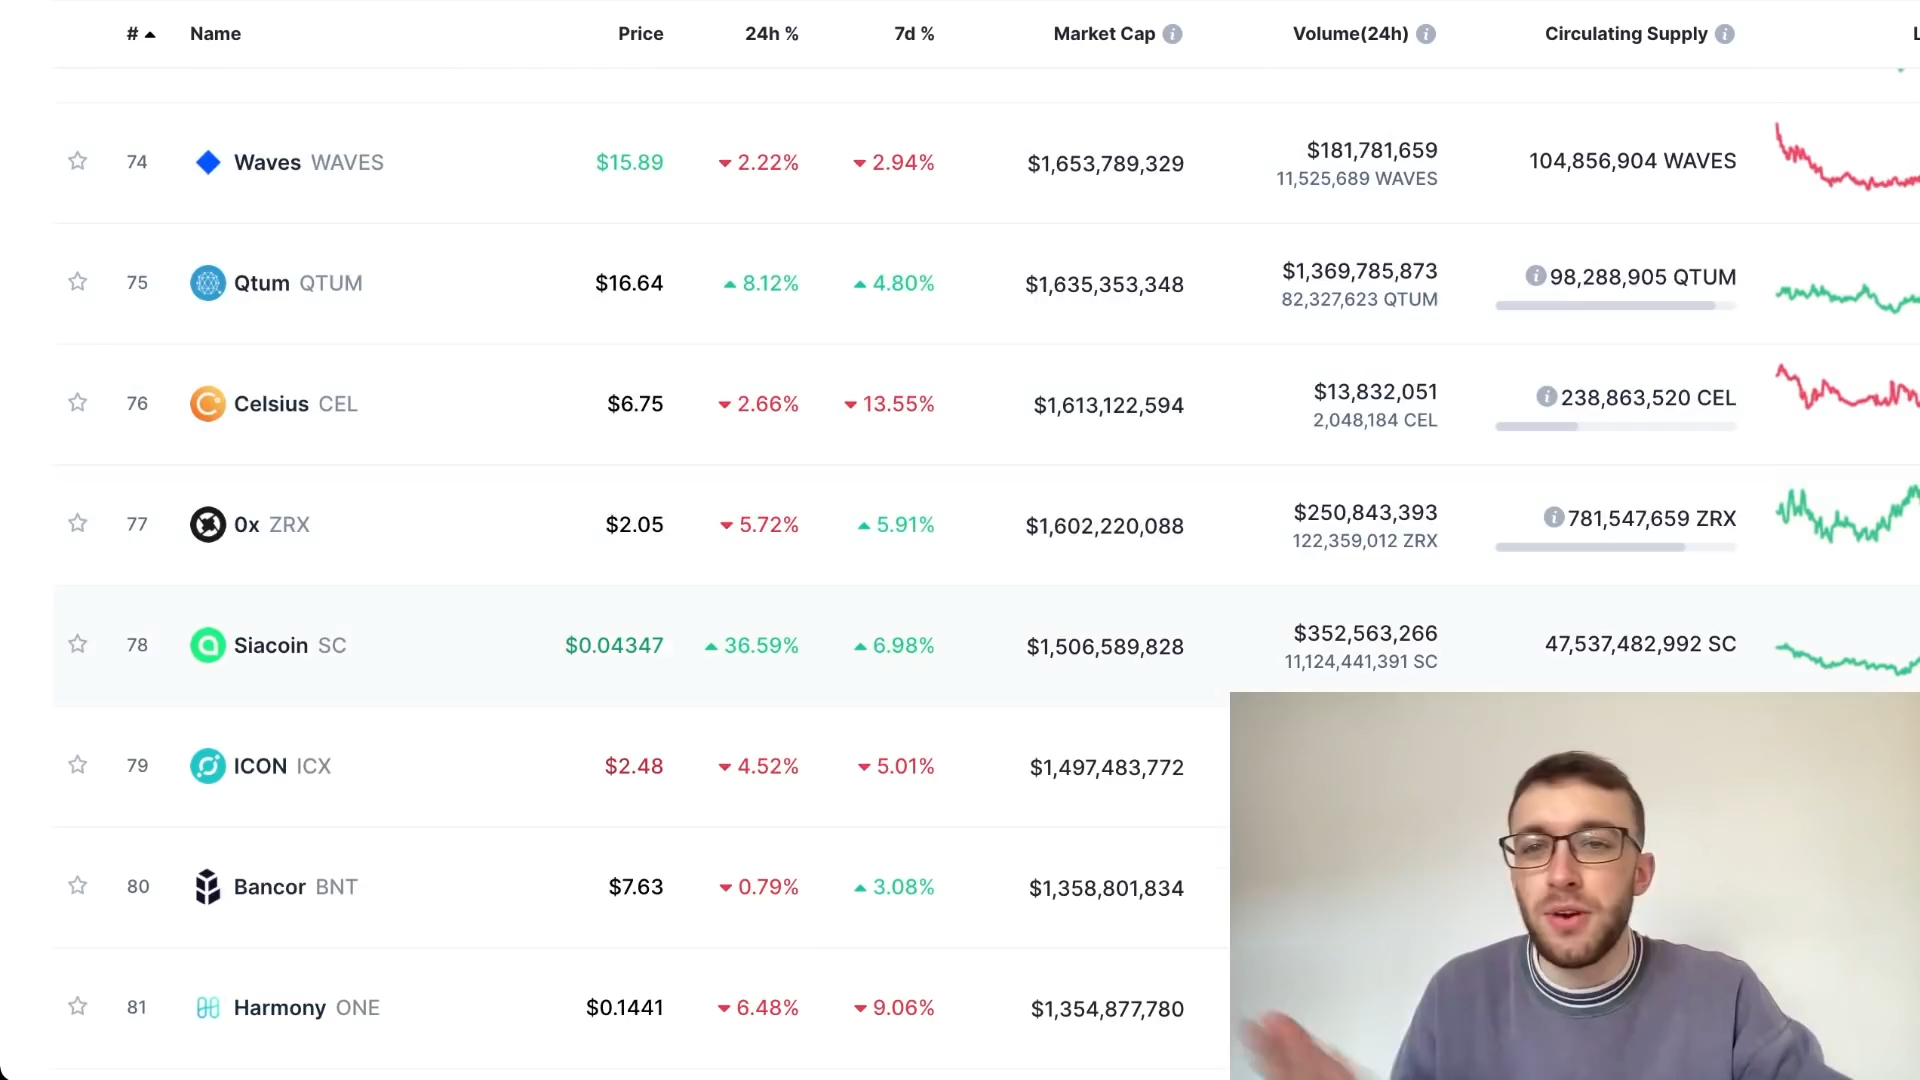 # Name Price 24h % 7d % Market Cap Volume(24h) Circulating Supply L
74 Waves WAVES $15.89 2.22% 2.94% $1,653,789,329 $181,781,659 104,856,904 WAVES
11,525,689 WAVES
75 Qtum QTUM $16.64 8.12% 4.80% $1,635,353,348 $1,369,785,873 98,288,905 QTUM
82,327,623 QTUM
76 Celsius CEL $6.75 2.66% 13.55% $1,613,122,594 $13,832,051 238,863,520 CEL
2,048,184 CEL
77 0x ZRX $2.05 5.72% 5.91% $1,602,220,088 $250,843,393 781,547,659 ZRX
122,359,012 ZRX
78 Siacoin SC $0.04347 36.59% 6.98% $1,506,589,828 $352,563,266 47,537,482,992 SC
11,124,441,391 SC
79 ICON ICX $2.48 4.52% 5.01% $1,497,483,772
80 Bancor BNT $7.63 0.79% 3.08% $1,358,801,834
81 Harmony ONE $0.1441 6.48% 9.06% $1,354,877,780